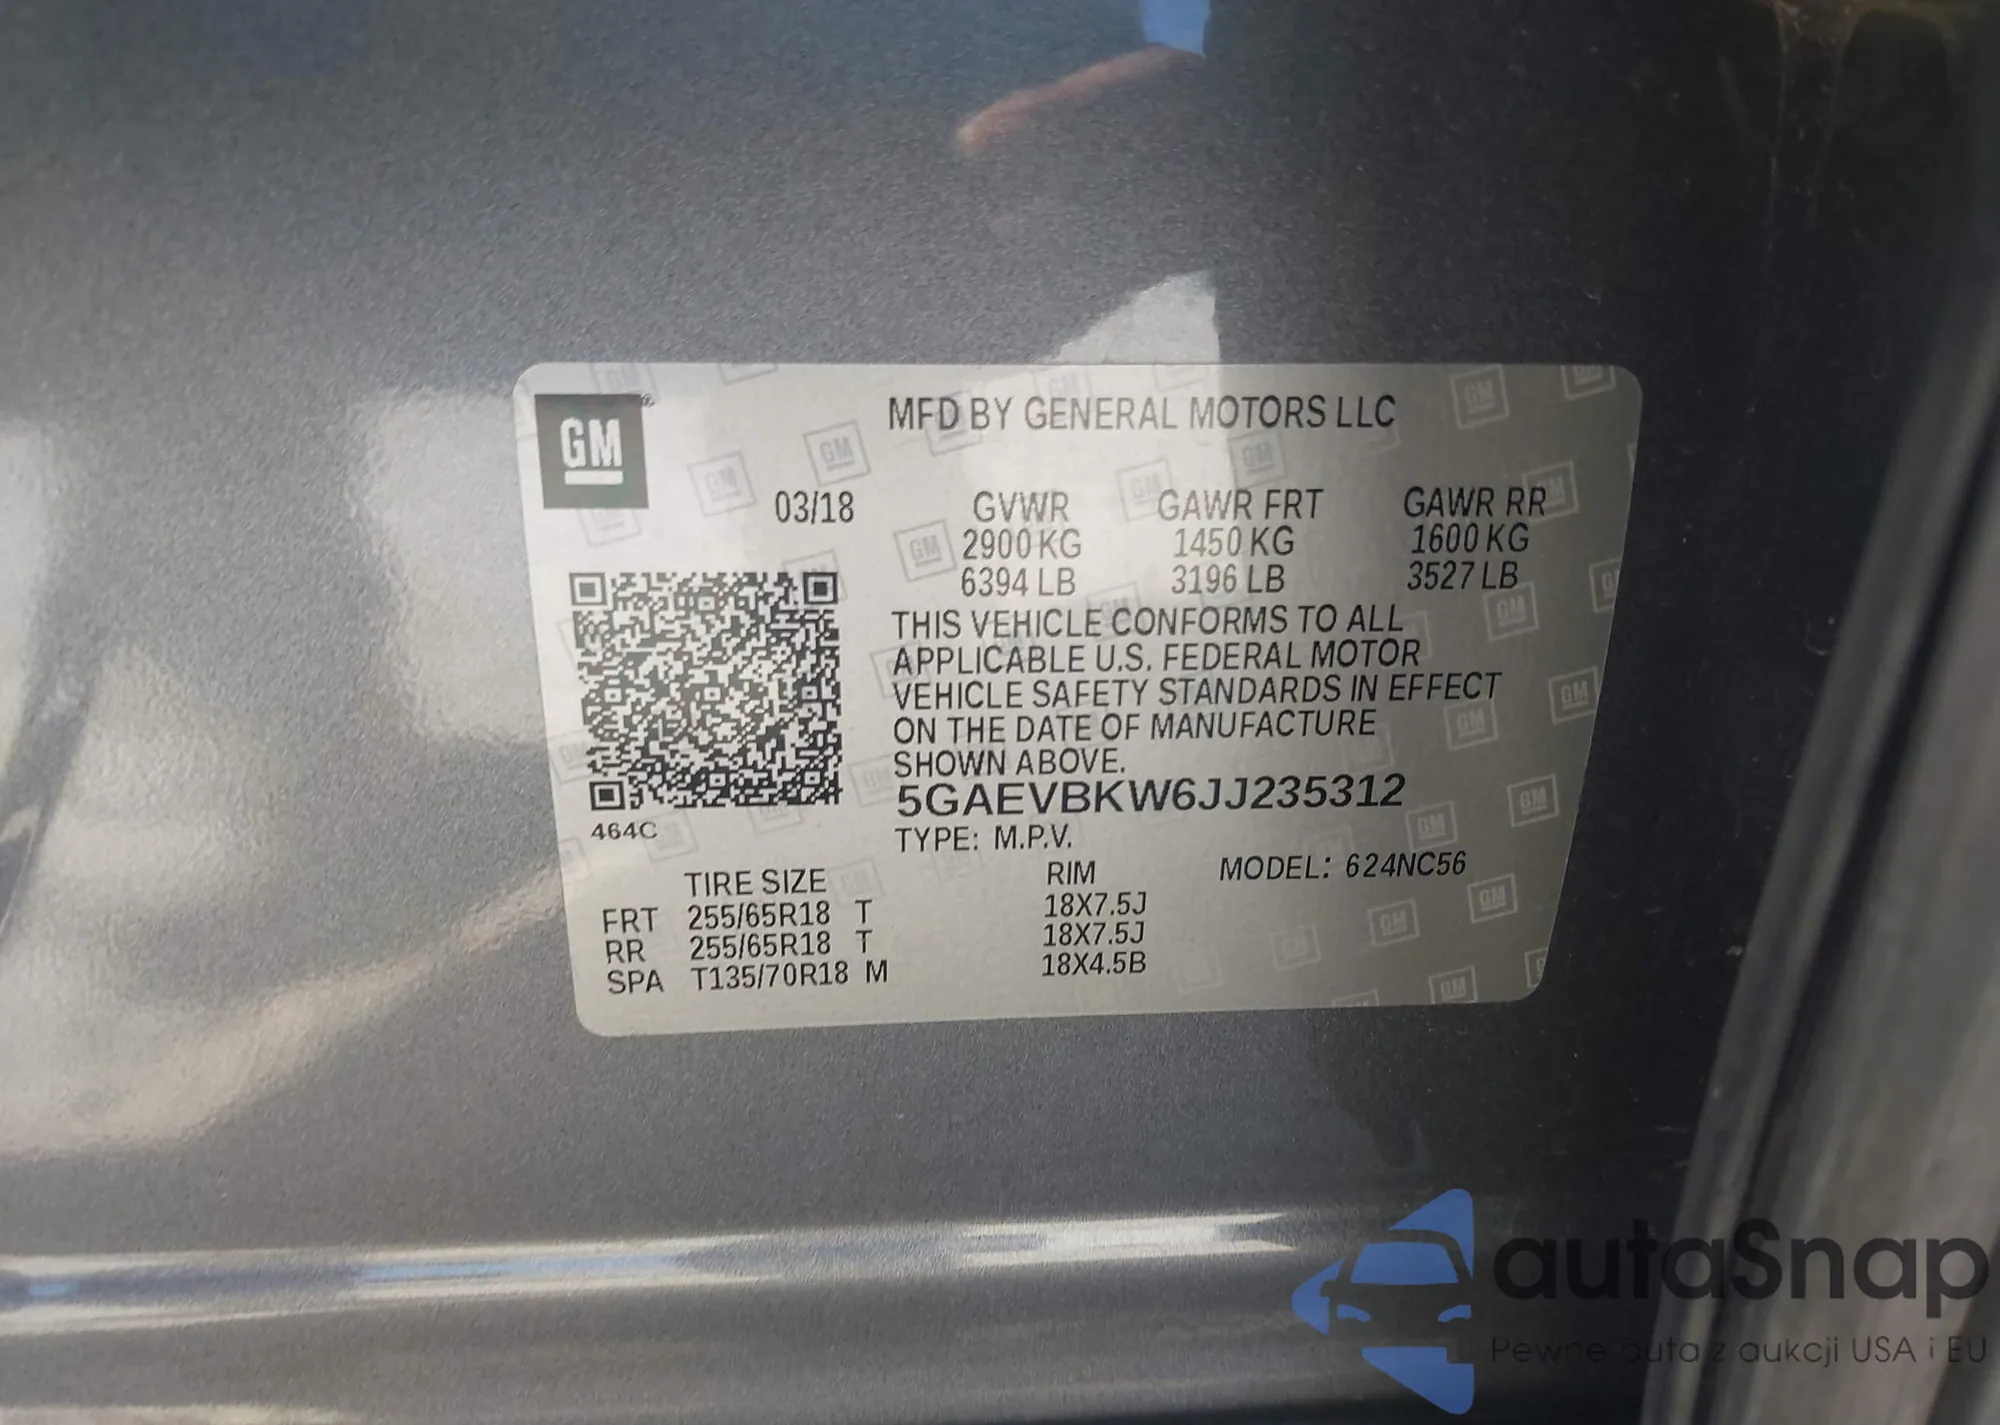 GM
MFD BY GENERAL MOTORS LLC
03/18 GVWR GAWR FRT GAWR RR
2900 KG 1450 KG 1600 KG
6394 LB 3196 LB 3527 LB
THIS VEHICLE CONFORMS TO ALL
APPLICABLE U.S. FEDERAL MOTOR
VEHICLE SAFETY STANDARDS IN EFFECT
ON THE DATE OF MANUFACTURE
SHOWN ABOVE.
5GAEVBKW6JJ235312
464C
TYPE: M.P.V.
TIRE SIZE RIM MODEL: 624NC56
FRT 255/65R18 T 18X7.5J
RR 255/65R18 T 18X7.5J
SPA T135/70R18 M 18X4.5B
autaSnap
Pewne auta z aukcji USA i EU